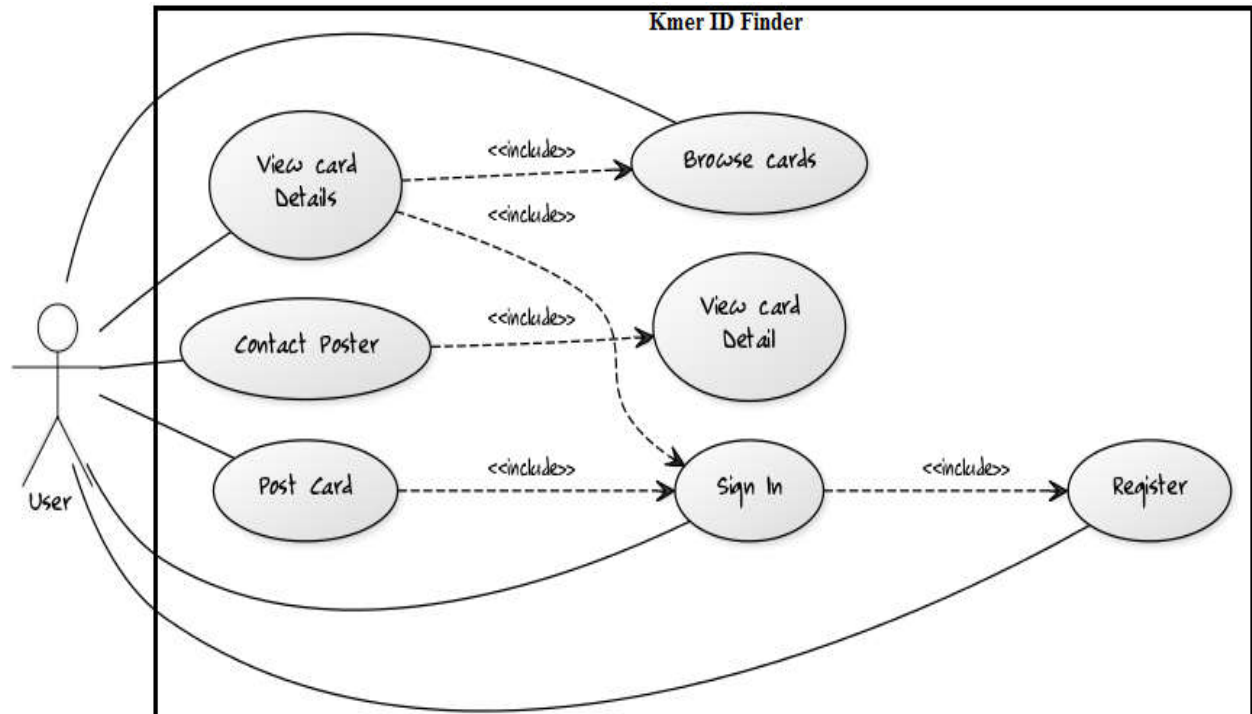 Kmer ID Finder
View card
Details
<<include>>
Browse cards
<<include>>
Contact Poster
<<include>>
View card
Detail
User
Post Card
<<include>>
Sign In
<<include>>
Register